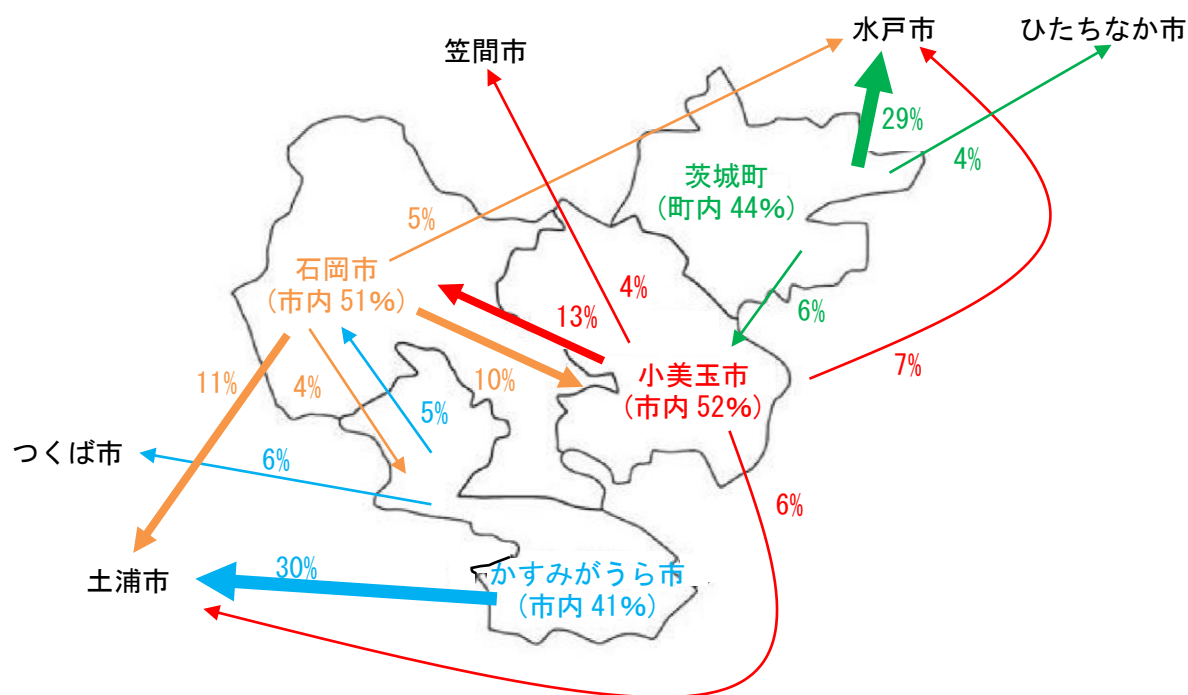 水戸市
ひたちなか市
笠間市
29%
4%
茨城町
(町内 44%)
5%
石岡市
(市内 51%)
4%
13%
6%
7%
小美玉市
(市内 52%)
11%
4%
10%
5%
つくば市
6%
6%
30%
かすみがうら市
(市内 41%)
土浦市